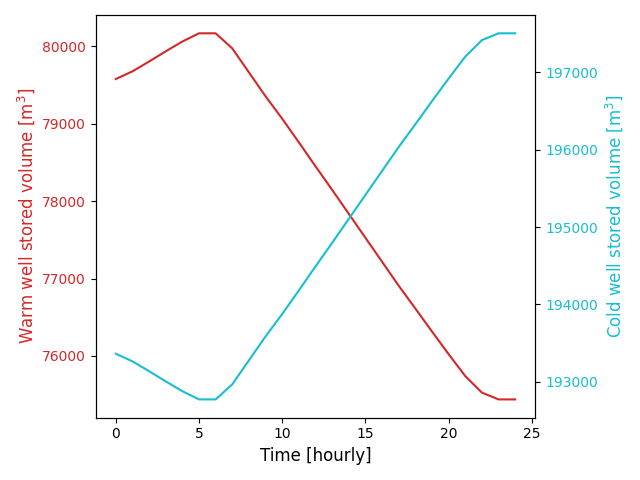 80000
79000
78000
77000
76000
Warm well stored volume [m³]
197000
196000
195000
194000
193000
Cold well stored volume [m³]
0 5 10 15 20 25
Time [hourly]